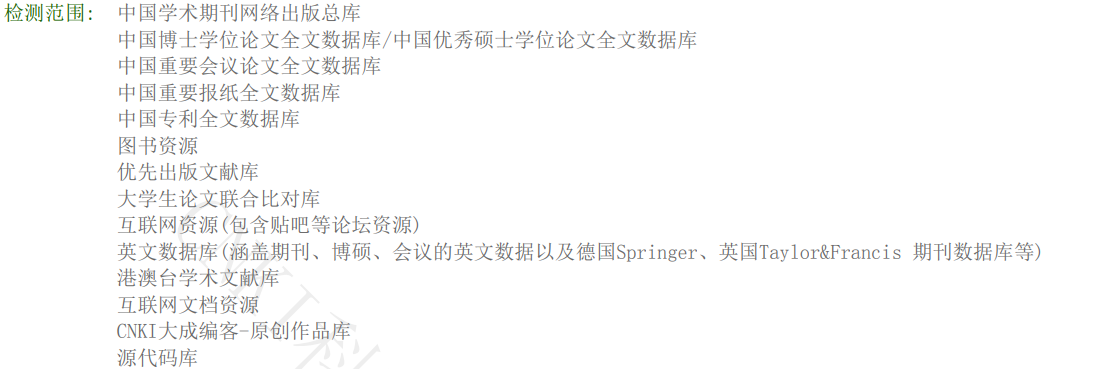 检测范围: 中国学术期刊网络出版总库
中国博士学位论文全文数据库/中国优秀硕士学位论文全文数据库
中国重要会议论文全文数据库
中国重要报纸全文数据库
中国专利全文数据库
图书资源
优先出版文献库
大学生论文联合比对库
互联网资源(包含贴吧等论坛资源)
英文数据库(涵盖期刊、博硕、会议的英文数据以及德国Springer、英国Taylor&Francis 期刊数据库等)
港澳台学术文献库
互联网文档资源
CNKI大成编客-原创作品库
源代码库
CNKI科